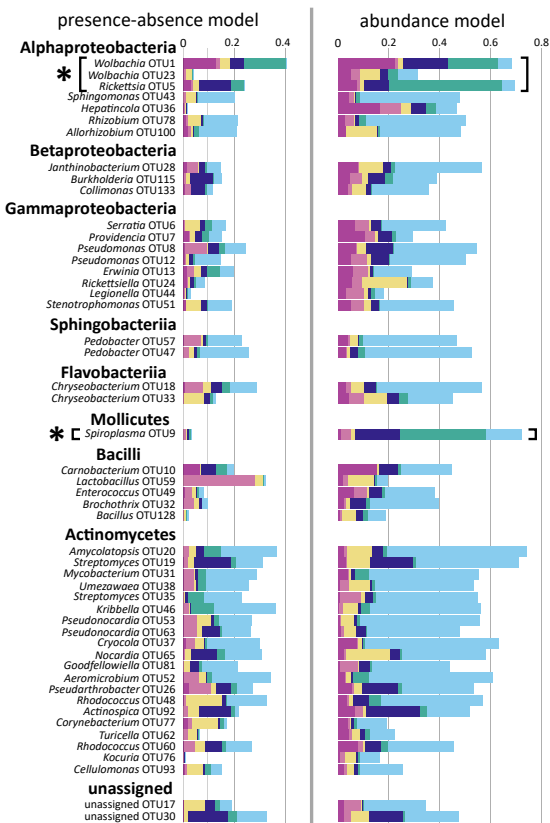 presence-absence model
abundance model
0 0.2 0.4
0 0.2 0.4 0.6 0.8
Alphaproteobacteria
Wolbachia OTU1
* Wolbachia OTU23
Rickettsia OTU5
Sphingomonas OTU43
Hepatincola OTU36
Rhizobium OTU78
Allorhizobium OTU100
Betaproteobacteria
Janthinobacterium OTU28
Burkholderia OTU115
Collimonas OTU133
Gammaproteobacteria
Serratia OTU6
Providencia OTU7
Pseudomonas OTU8
Pseudomonas OTU12
Erwinia OTU13
Rickettsiella OTU24
Legionella OTU44
Stenotrophomonas OTU51
Sphingobacteriia
Pedobacter OTU57
Pedobacter OTU47
Flavobacteriia
Chryseobacterium OTU18
Chryseobacterium OTU33
Mollicutes
* Spiroplasma OTU9
Bacilli
Carnobacterium OTU10
Lactobacillus OTU59
Enterococcus OTU49
Brochothrix OTU32
Bacillus OTU128
Actinomycetes
Amycolatopsis OTU20
Streptomyces OTU19
Mycobacterium OTU31
Umezawaea OTU38
Streptomyces OTU35
Kribbella OTU46
Pseudonocardia OTU53
Pseudonocardia OTU63
Cryocola OTU37
Nocardia OTU65
Goodfellowiella OTU81
Aeromicrobium OTU52
Pseudarthrobacter OTU26
Rhodococcus OTU48
Actinospica OTU92
Corynebacterium OTU77
Turicella OTU62
Rhodococcus OTU60
Kocuria OTU76
Cellulomonas OTU93
unassigned
unassigned OTU17
unassigned OTU30